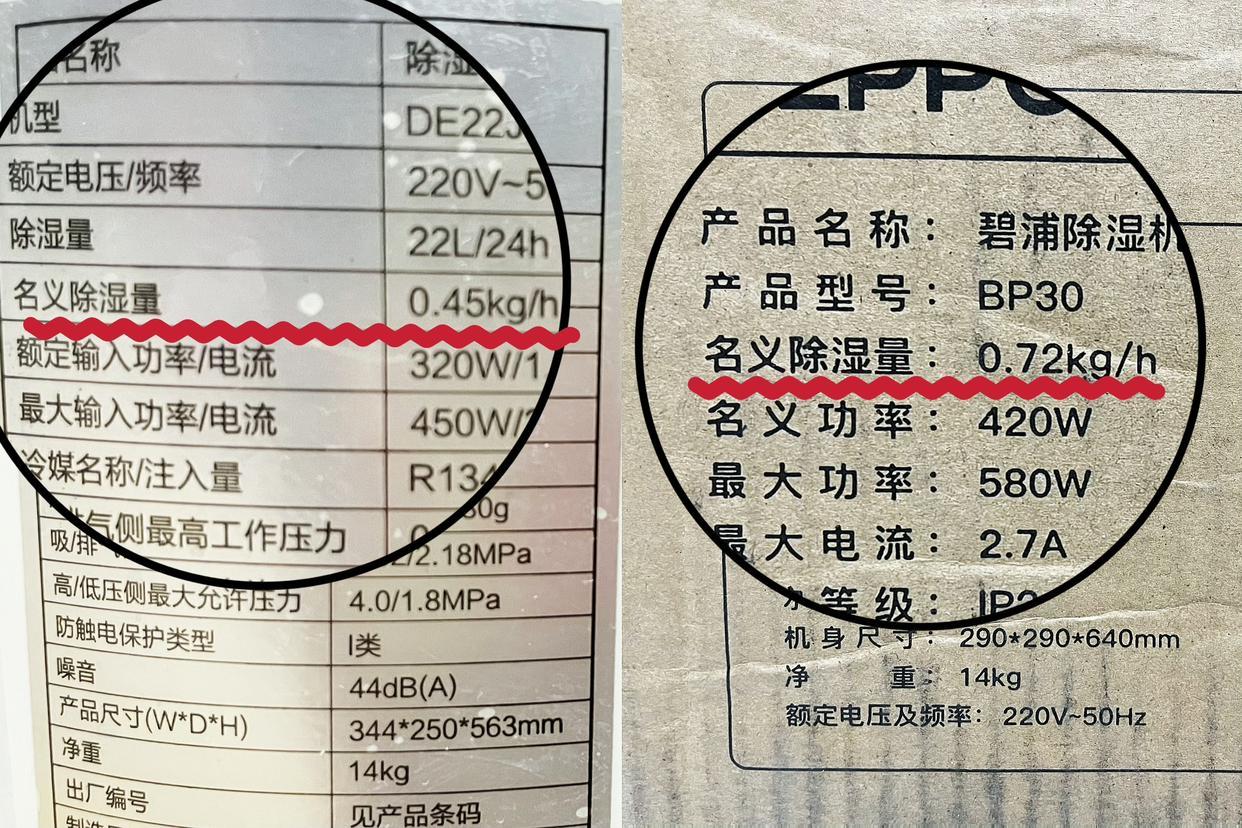 名称 除湿
机型 DE22J
额定电压/频率 220V~5
除湿量 22L/24h
名义除湿量 0.45kg/h
额定输入功率/电流 320W/1
最大输入功率/电流 450W/
冷媒名称/注入量 R134
30g
吸/排气侧最高工作压力 /2.18MPa
高/低压侧最大允许压力 4.0/1.8MPa
防触电保护类型 I类
噪音 44dB(A)
产品尺寸(W*D*H) 344*250*563mm
净重 14kg
出厂编号 见产品条码
产品名称： 碧浦除湿机
产品型号： BP30
名义除湿量： 0.72kg/h
名义功率： 420W
最大功率： 580W
最大电流： 2.7A
等级： IP2
机身尺寸： 290*290*640mm
净重： 14kg
额定电压及频率： 220V~50Hz